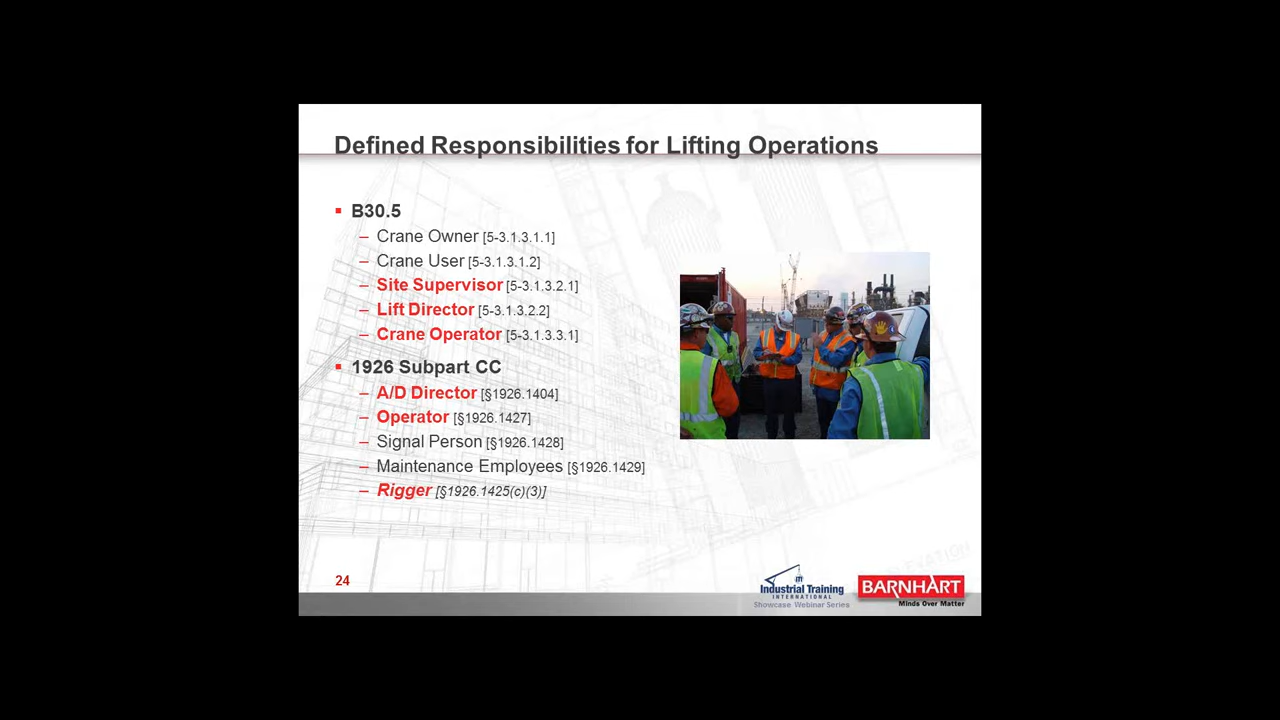 Defined Responsibilities for Lifting Operations
B30.5
– Crane Owner [5-3.1.3.1.1]
– Crane User [5-3.1.3.1.2]
– Site Supervisor [5-3.1.3.2.1]
– Lift Director [5-3.1.3.2.2]
– Crane Operator [5-3.1.3.3.1]
1926 Subpart CC
– A/D Director [§1926.1404]
– Operator [§1926.1427]
– Signal Person [§1926.1428]
– Maintenance Employees [§1926.1429]
– Rigger [§1926.1425(c)(3)]
24
iti
Industrial Training
INTERNATIONAL
Showcase Webinar Series
BARNHART
Minds Over Matter